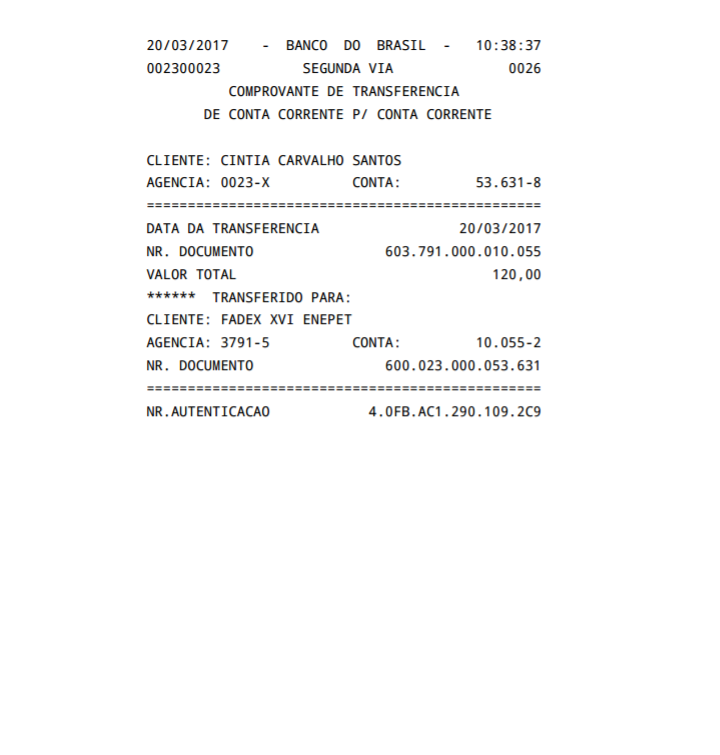 20/03/2017 - BANCO DO BRASIL - 10:38:37
002300023 SEGUNDA VIA 0026
COMPROVANTE DE TRANSFERENCIA
DE CONTA CORRENTE P/ CONTA CORRENTE
CLIENTE: CINTIA CARVALHO SANTOS
AGENCIA: 0023-X CONTA: 53.631-8
================================================
DATA DA TRANSFERENCIA 20/03/2017
NR. DOCUMENTO 603.791.000.010.055
VALOR TOTAL 120,00
****** TRANSFERIDO PARA:
CLIENTE: FADEX XVI ENEPET
AGENCIA: 3791-5 CONTA: 10.055-2
NR. DOCUMENTO 600.023.000.053.631
================================================
NR.AUTENTICACAO 4.0FB.AC1.290.109.2C9